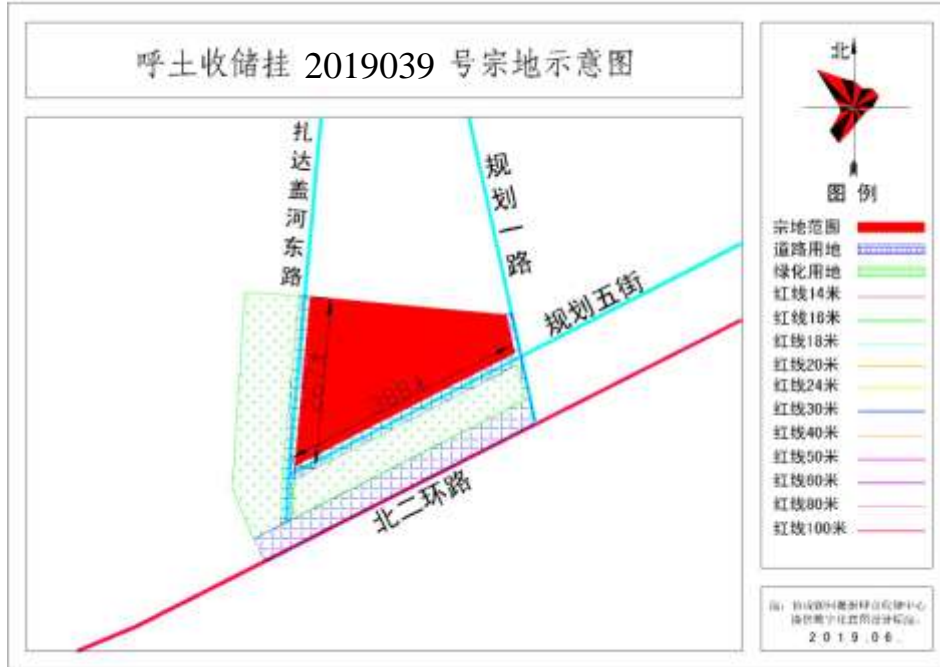 呼土收储挂 2019039 号宗地示意图
北
扎达盖河东路
规划一路
规划五街
北二环路
图 例
宗地范围
道路用地
绿化用地
红线14米
红线16米
红线18米
红线20米
红线24米
红线30米
红线40米
红线50米
红线60米
红线80米
红线100米
2019.06.